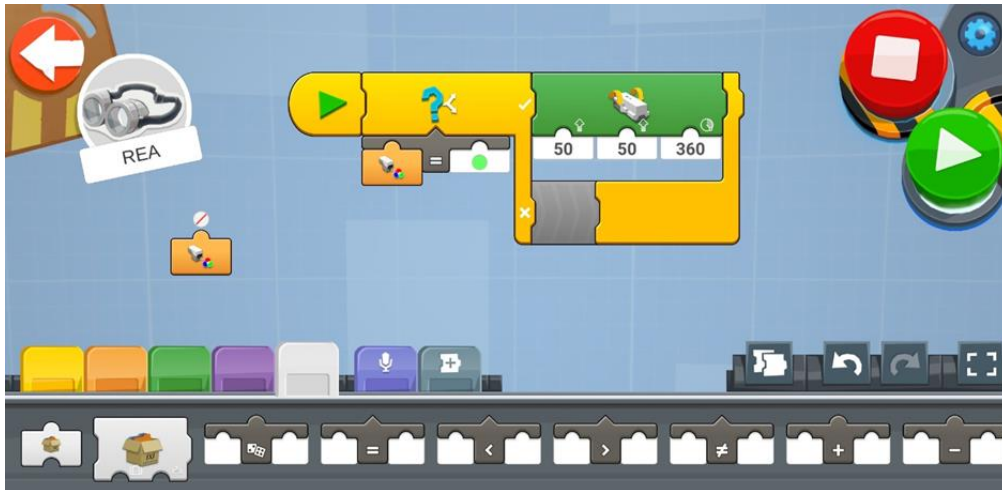 REA
=
50 50 360
= < > ≠ + -